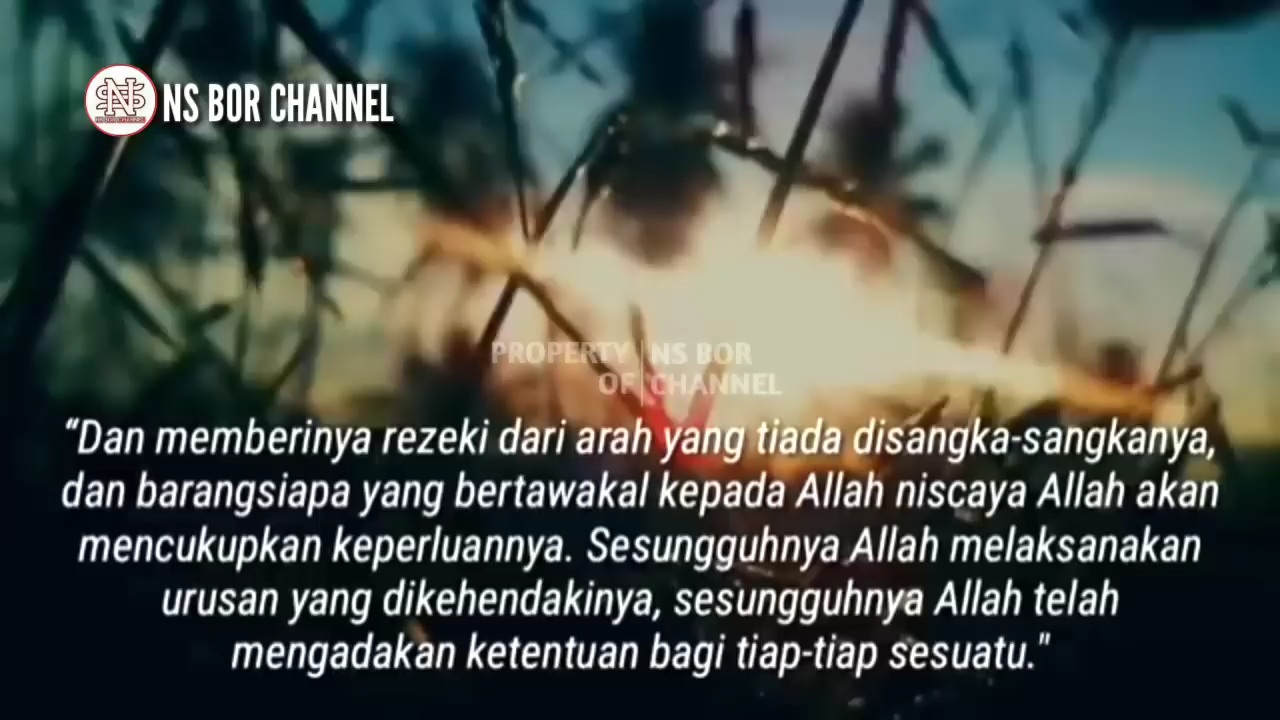 NS BOR CHANNEL
PROPERTY NS BOR
OF CHANNEL
“Dan memberinya rezeki dari arah yang tiada disangka-sangkanya,
dan barangsiapa yang bertawakal kepada Allah niscaya Allah akan
mencukupkan keperluannya. Sesungguhnya Allah melaksanakan
urusan yang dikehendakinya, sesungguhnya Allah telah
mengadakan ketentuan bagi tiap-tiap sesuatu."